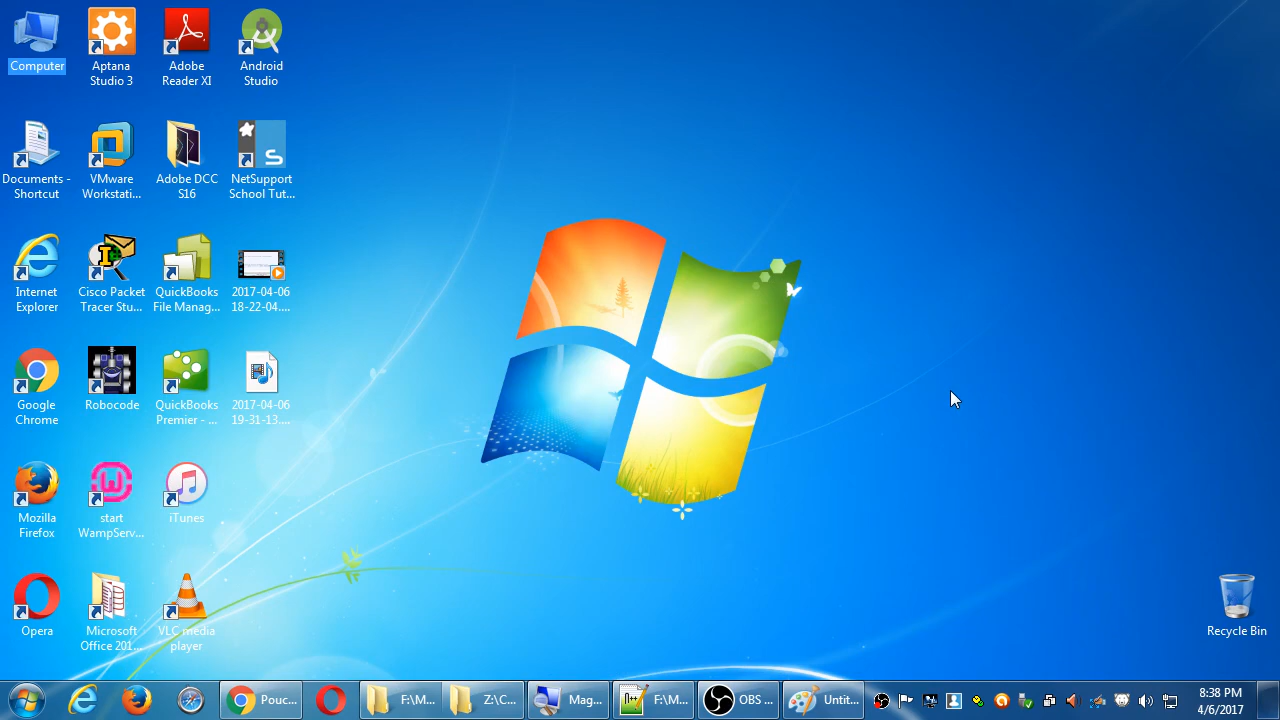 Computer
Aptana
Studio 3
Adobe
Reader XI
Android
Studio
Documents -
Shortcut
VMware
Workstati...
Adobe DCC
S16
NetSupport
School Tut...
Internet
Explorer
Cisco Packet
Tracer Stu...
QuickBooks
File Manag...
2017-04-06
18-22-04....
Google
Chrome
Robocode
QuickBooks
Premier - ...
2017-04-06
19-31-13....
Mozilla
Firefox
start
WampServ...
iTunes
Opera
Microsoft
Office 201...
VLC media
player
Recycle Bin
Pouc...
F:\M...
Z:\C...
Mag...
F:\M...
OBS ...
Untit...
8:38 PM
4/6/2017